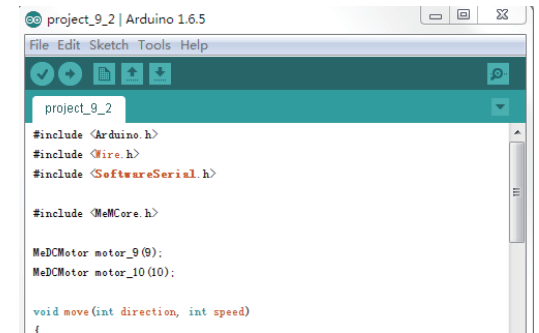 project_9_2 | Arduino 1.6.5
File Edit Sketch Tools Help
project_9_2
#include <Arduino.h>
#include <Wire.h>
#include <SoftwareSerial.h>
#include <MeMCore.h>
MeDCMotor motor_9(9);
MeDCMotor motor_10(10);
void move(int direction, int speed)
{